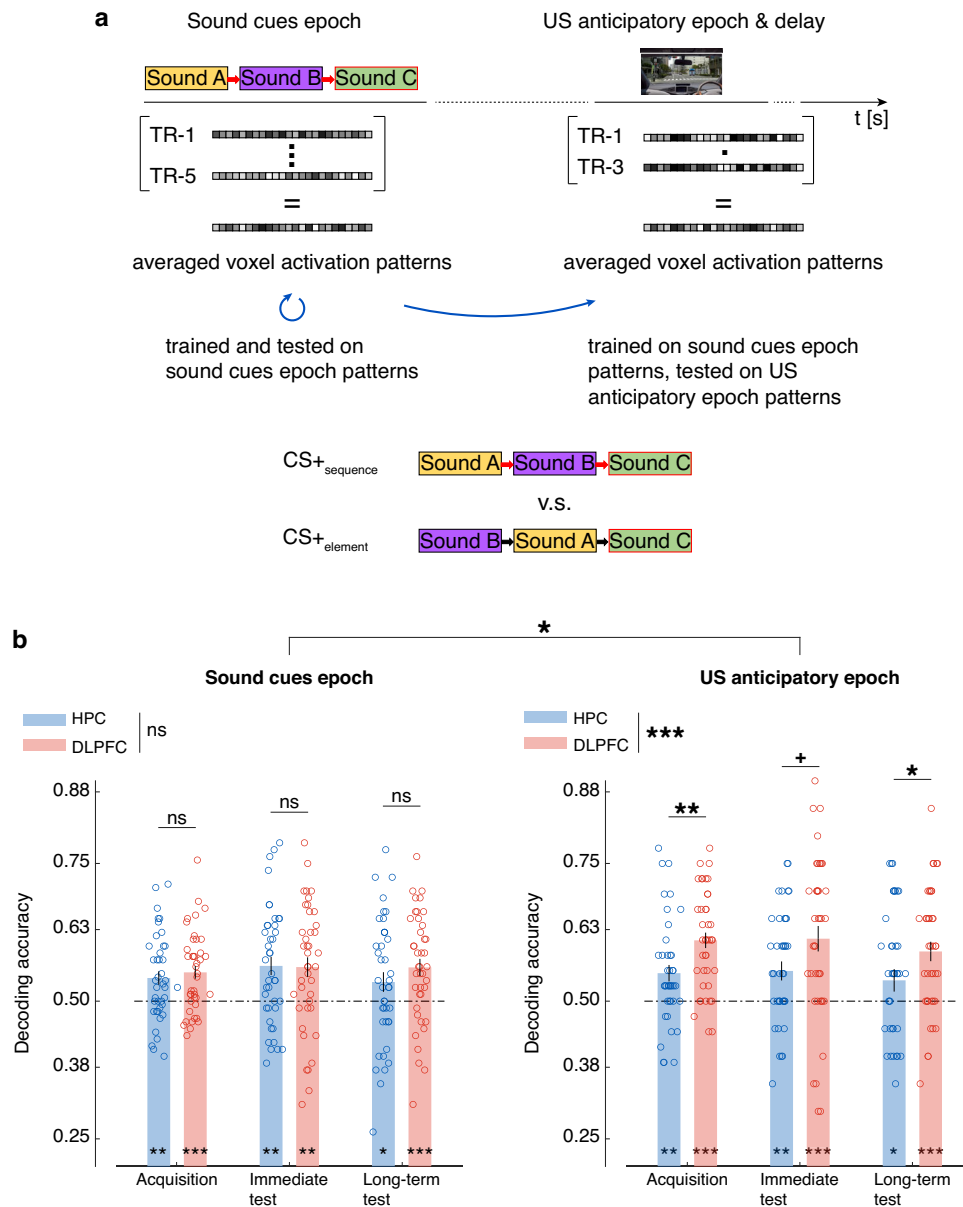 a
Sound cues epoch
US anticipatory epoch & delay
Sound A Sound B Sound C
t [s]
TR-1
TR-5
=
averaged voxel activation patterns
TR-1
TR-3
=
averaged voxel activation patterns
trained and tested on
sound cues epoch patterns
trained on sound cues epoch
patterns, tested on US
anticipatory epoch patterns
CS+sequence
Sound A Sound B Sound C
v.s.
CS+element
Sound B Sound A Sound C
b
*
Sound cues epoch
HPC
DLPFC
ns
ns
ns
ns
Decoding accuracy
0.88
0.75
0.63
0.50
0.38
0.25
** *** ** ** * ***
Acquisition
Immediate
test
Long-term
test
US anticipatory epoch
HPC
DLPFC
***
**
+
*
Decoding accuracy
0.88
0.75
0.63
0.50
0.38
0.25
** *** ** *** * ***
Acquisition
Immediate
test
Long-term
test